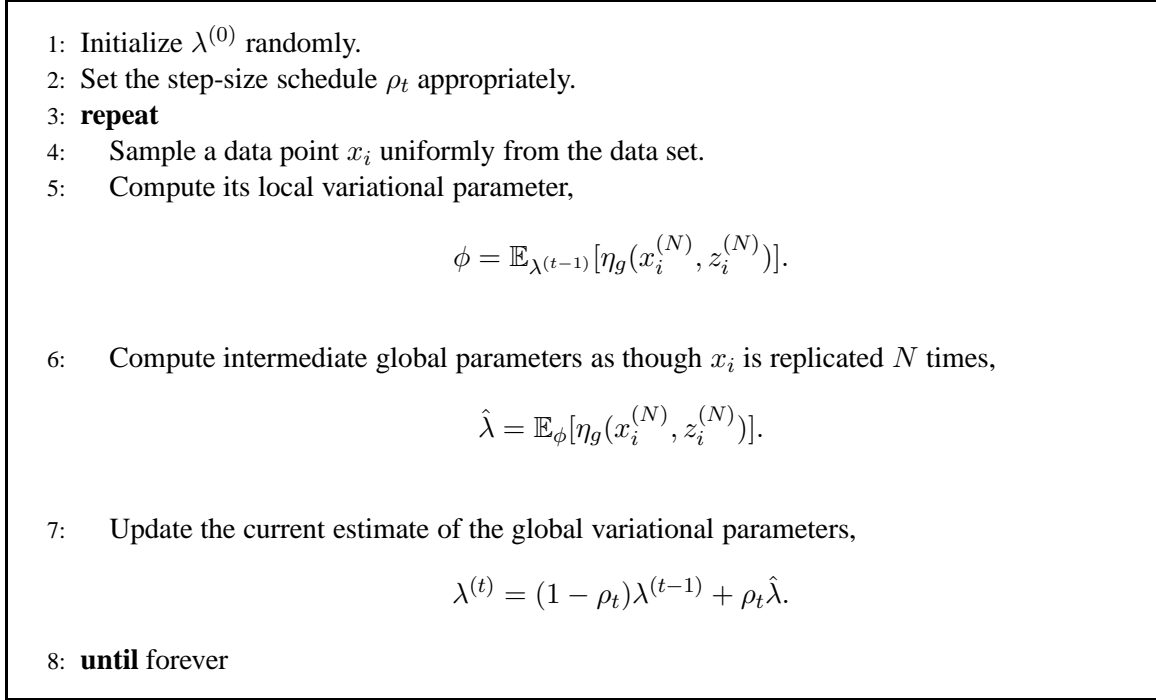 1: Initialize λ^{(0)} randomly.
2: Set the step-size schedule ρ_t appropriately.
3: repeat
4: Sample a data point x_i uniformly from the data set.
5: Compute its local variational parameter,
ϕ = 𝔼_{λ^{(t−1)}}[η_g(x_i^{(N)}, z_i^{(N)})].
6: Compute intermediate global parameters as though x_i is replicated N times,
λ̂ = 𝔼_ϕ[η_g(x_i^{(N)}, z_i^{(N)})].
7: Update the current estimate of the global variational parameters,
λ^{(t)} = (1 − ρ_t)λ^{(t−1)} + ρ_tλ̂.
8: until forever